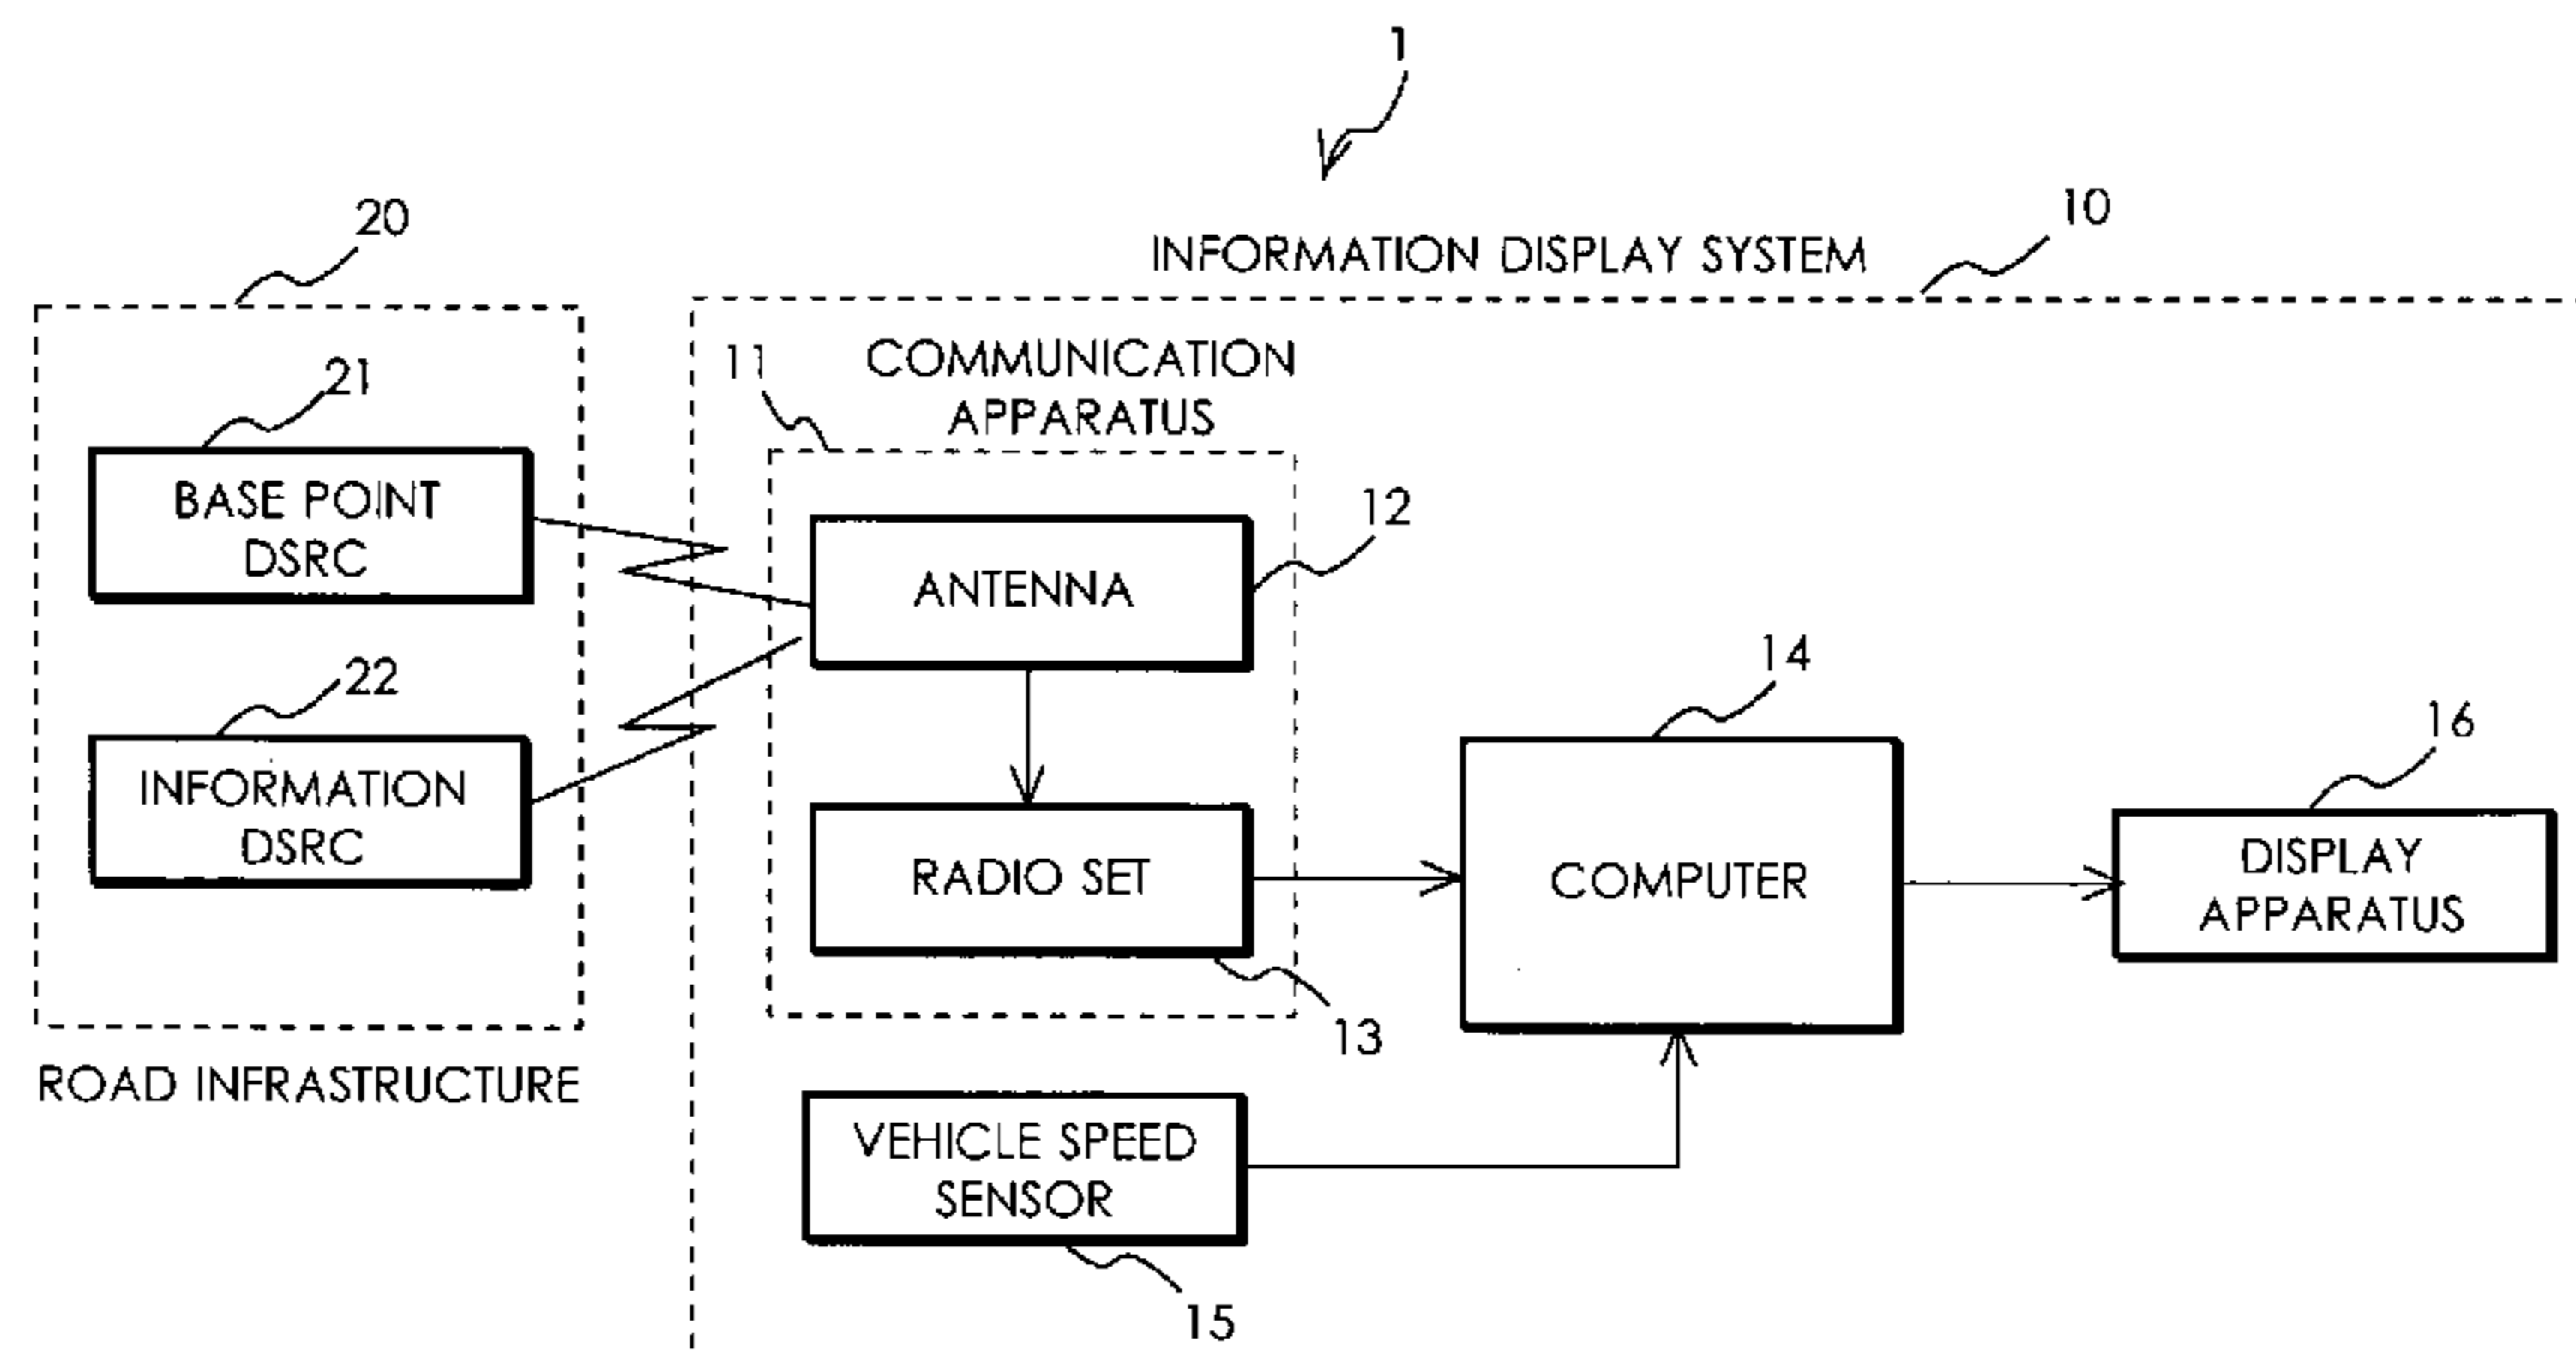 1
20
INFORMATION DISPLAY SYSTEM
10
11
COMMUNICATION
APPARATUS
21
BASE POINT
DSRC
12
ANTENNA
22
INFORMATION
DSRC
14
16
RADIO SET
COMPUTER
DISPLAY
APPARATUS
13
ROAD INFRASTRUCTURE
VEHICLE SPEED
SENSOR
15